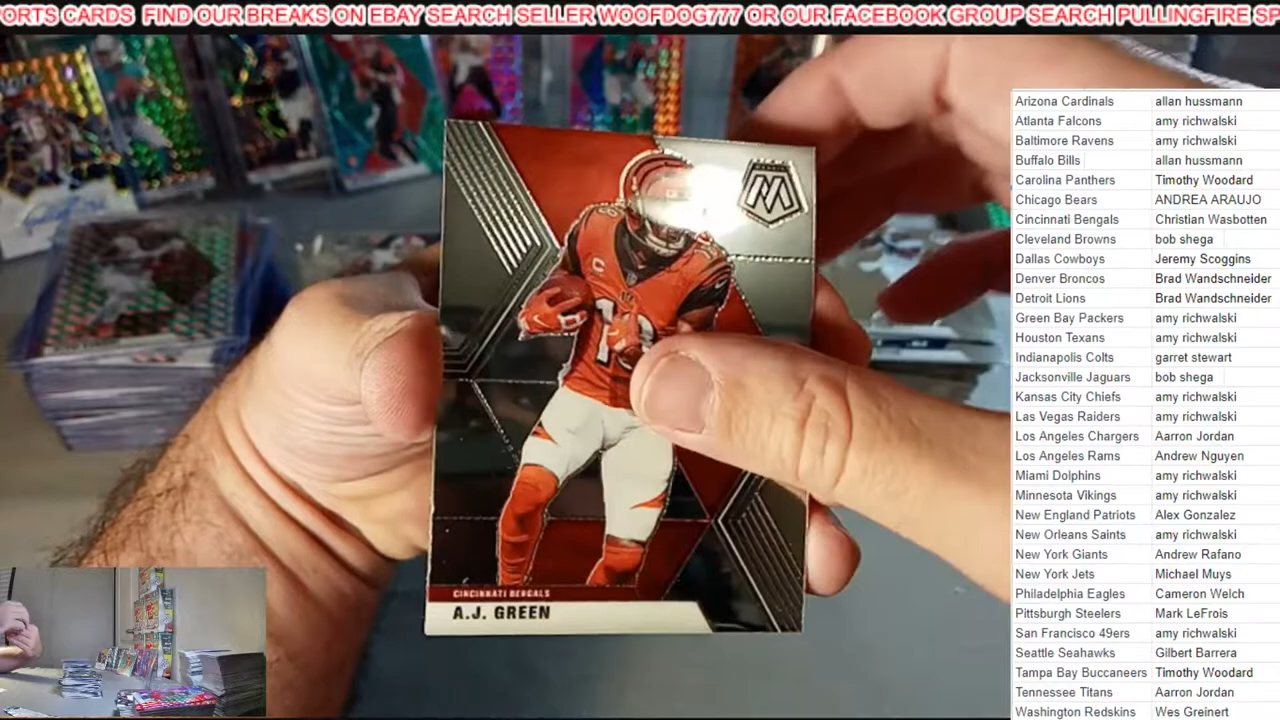 PORTS CARDS  FIND OUR BREAKS ON EBAY SEARCH SELLER WOOFDOG777 OR OUR FACEBOOK GROUP SEARCH PULLINGFIRE SP
Arizona Cardinals allan hussmann
Atlanta Falcons amy richwalski
Baltimore Ravens amy richwalski
Buffalo Bills allan hussmann
Carolina Panthers Timothy Woodard
Chicago Bears ANDREA ARAUJO
Cincinnati Bengals Christian Wasbotten
Cleveland Browns bob shega
Dallas Cowboys Jeremy Scoggins
Denver Broncos Brad Wandschneider
Detroit Lions Brad Wandschneider
Green Bay Packers amy richwalski
Houston Texans amy richwalski
Indianapolis Colts garret stewart
Jacksonville Jaguars bob shega
Kansas City Chiefs amy richwalski
Las Vegas Raiders amy richwalski
Los Angeles Chargers Aarron Jordan
Los Angeles Rams Andrew Nguyen
Miami Dolphins amy richwalski
Minnesota Vikings amy richwalski
New England Patriots Alex Gonzalez
New Orleans Saints amy richwalski
New York Giants Andrew Rafano
New York Jets Michael Muys
Philadelphia Eagles Cameron Welch
Pittsburgh Steelers Mark LeFrois
San Francisco 49ers amy richwalski
Seattle Seahawks Gilbert Barrera
Tampa Bay Buccaneers Timothy Woodard
Tennessee Titans Aarron Jordan
Washington Redskins Wes Greinert
M
18
C
18
CINCINNATI BENGALS
A.J. GREEN